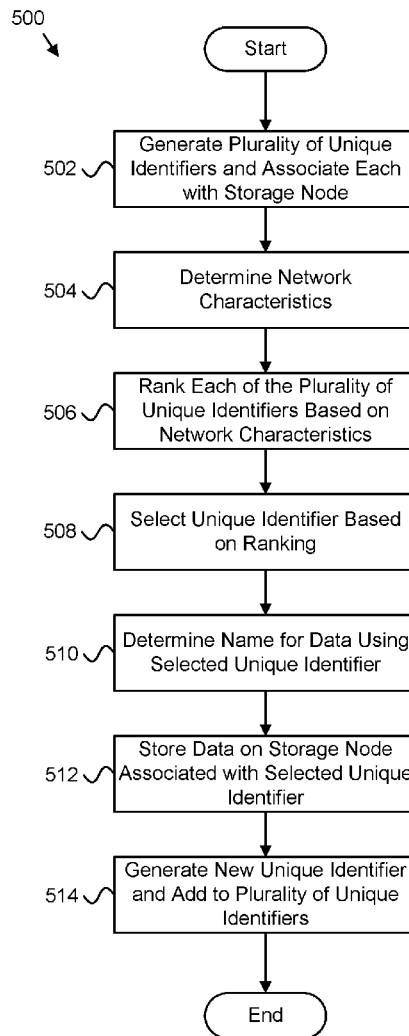 500
Start
502
Generate Plurality of Unique
Identifiers and Associate Each
with Storage Node
504
Determine Network
Characteristics
506
Rank Each of the Plurality of
Unique Identifiers Based on
Network Characteristics
508
Select Unique Identifier Based
on Ranking
510
Determine Name for Data Using
Selected Unique Identifier
512
Store Data on Storage Node
Associated with Selected Unique
Identifier
514
Generate New Unique Identifier
and Add to Plurality of Unique
Identifiers
End